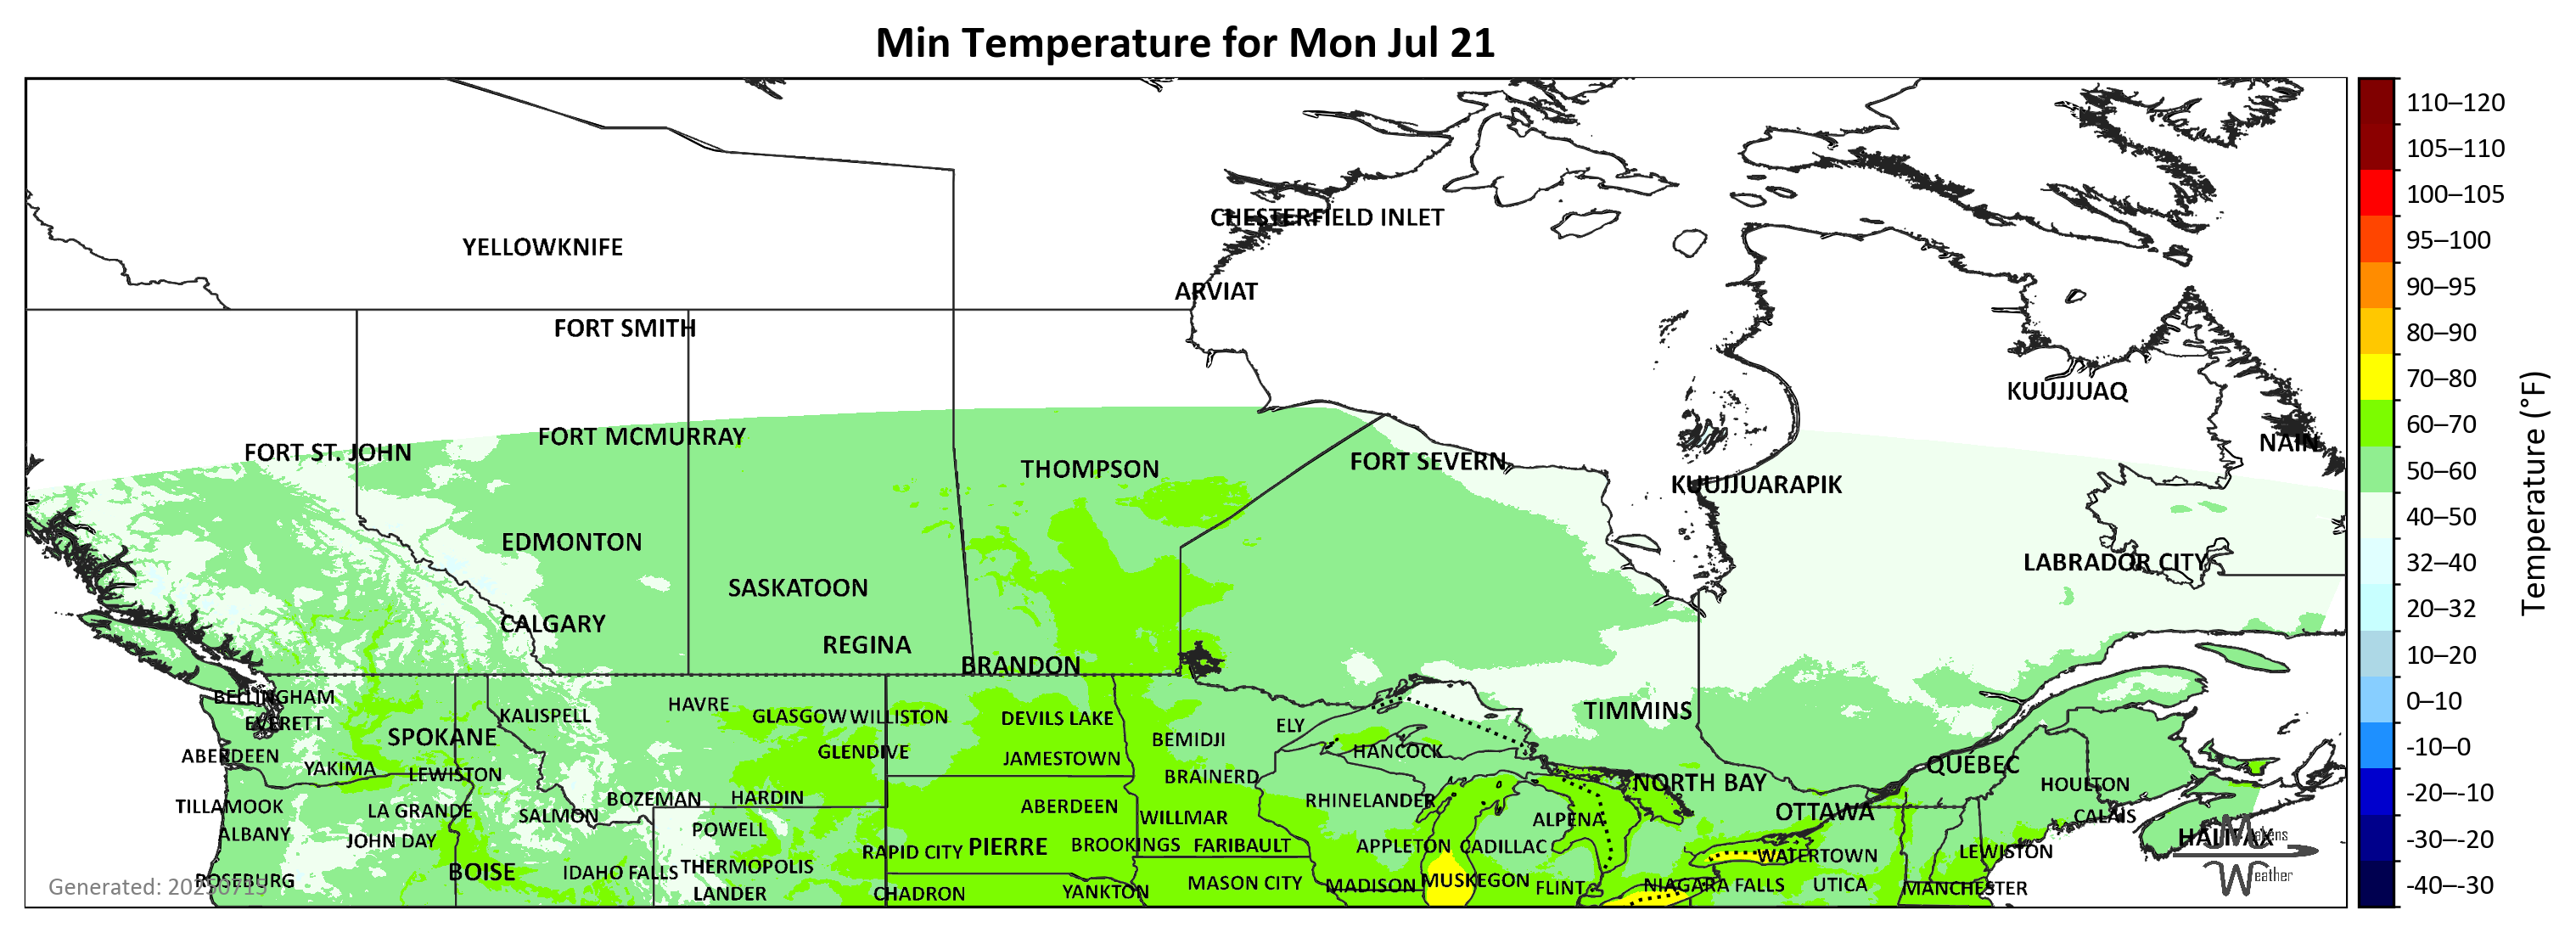 Min Temperature for Mon Jul 21
110–120
105–110
100–105
95–100
90–95
80–90
70–80
60–70
50–60
40–50
32–40
20–32
10–20
0–10
-10–0
-20–-10
-30–-20
-40–-30
Temperature (°F)
CHESTERFIELD INLET
YELLOWKNIFE
ARVIAT
FORT SMITH
KUUJJUAQ
FORT MCMURRAY
NAIN
FORT ST. JOHN
FORT SEVERN
THOMPSON
KUUJJUARAPIK
EDMONTON
LABRADOR CITY
SASKATOON
CALGARY
REGINA
BRANDON
BELLINGHAM
HAVRE
TIMMINS
KALISPELL
GLASGOW
WILLISTON
DEVILS LAKE
EVERETT
ELY
SPOKANE
BEMIDJI
HANCOCK
GLENDIVE
ABERDEEN
JAMESTOWN
QUÉBEC
YAKIMA
LEWISTON
BRAINERD
NORTH BAY
HOULTON
BOZEMAN
HARDIN
RHINELANDER
TILLAMOOK
ABERDEEN
LA GRANDE
OTTAWA
SALMON
CALAIS
WILLMAR
ALPENA
POWELL
ALBANY
HALIFAX
JOHN DAY
PIERRE
BROOKINGS
FARIBAULT
APPLETON
CADILLAC
RAPID CITY
LEWISTON
WATERTOWN
THERMOPOLIS
BOISE
IDAHO FALLS
ROSEBURG
MUSKEGON
MASON CITY
MADISON
NIAGARA FALLS
UTICA
FLINT
MANCHESTER
YANKTON
LANDER
CHADRON
Generated: 20250715
Matens
Weather